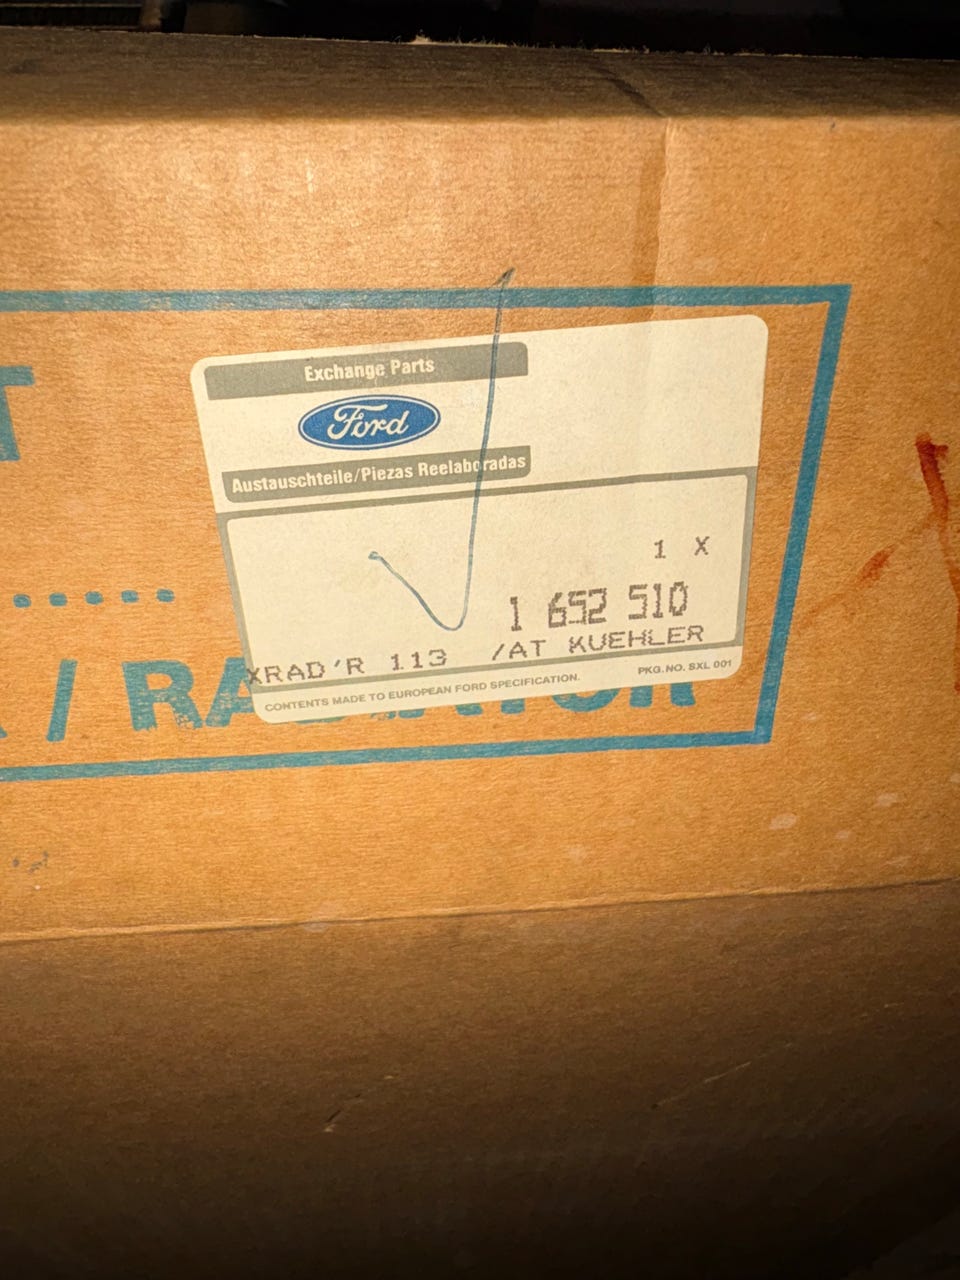 T
Exchange Parts
Ford
Austauschteile/Piezas Reelaboradas
1 X
1 652 510
XRAD'R 113 /AT KUEHLER
CONTENTS MADE TO EUROPEAN FORD SPECIFICATION. PKG.NO. SXL 001
/ RADIATOR